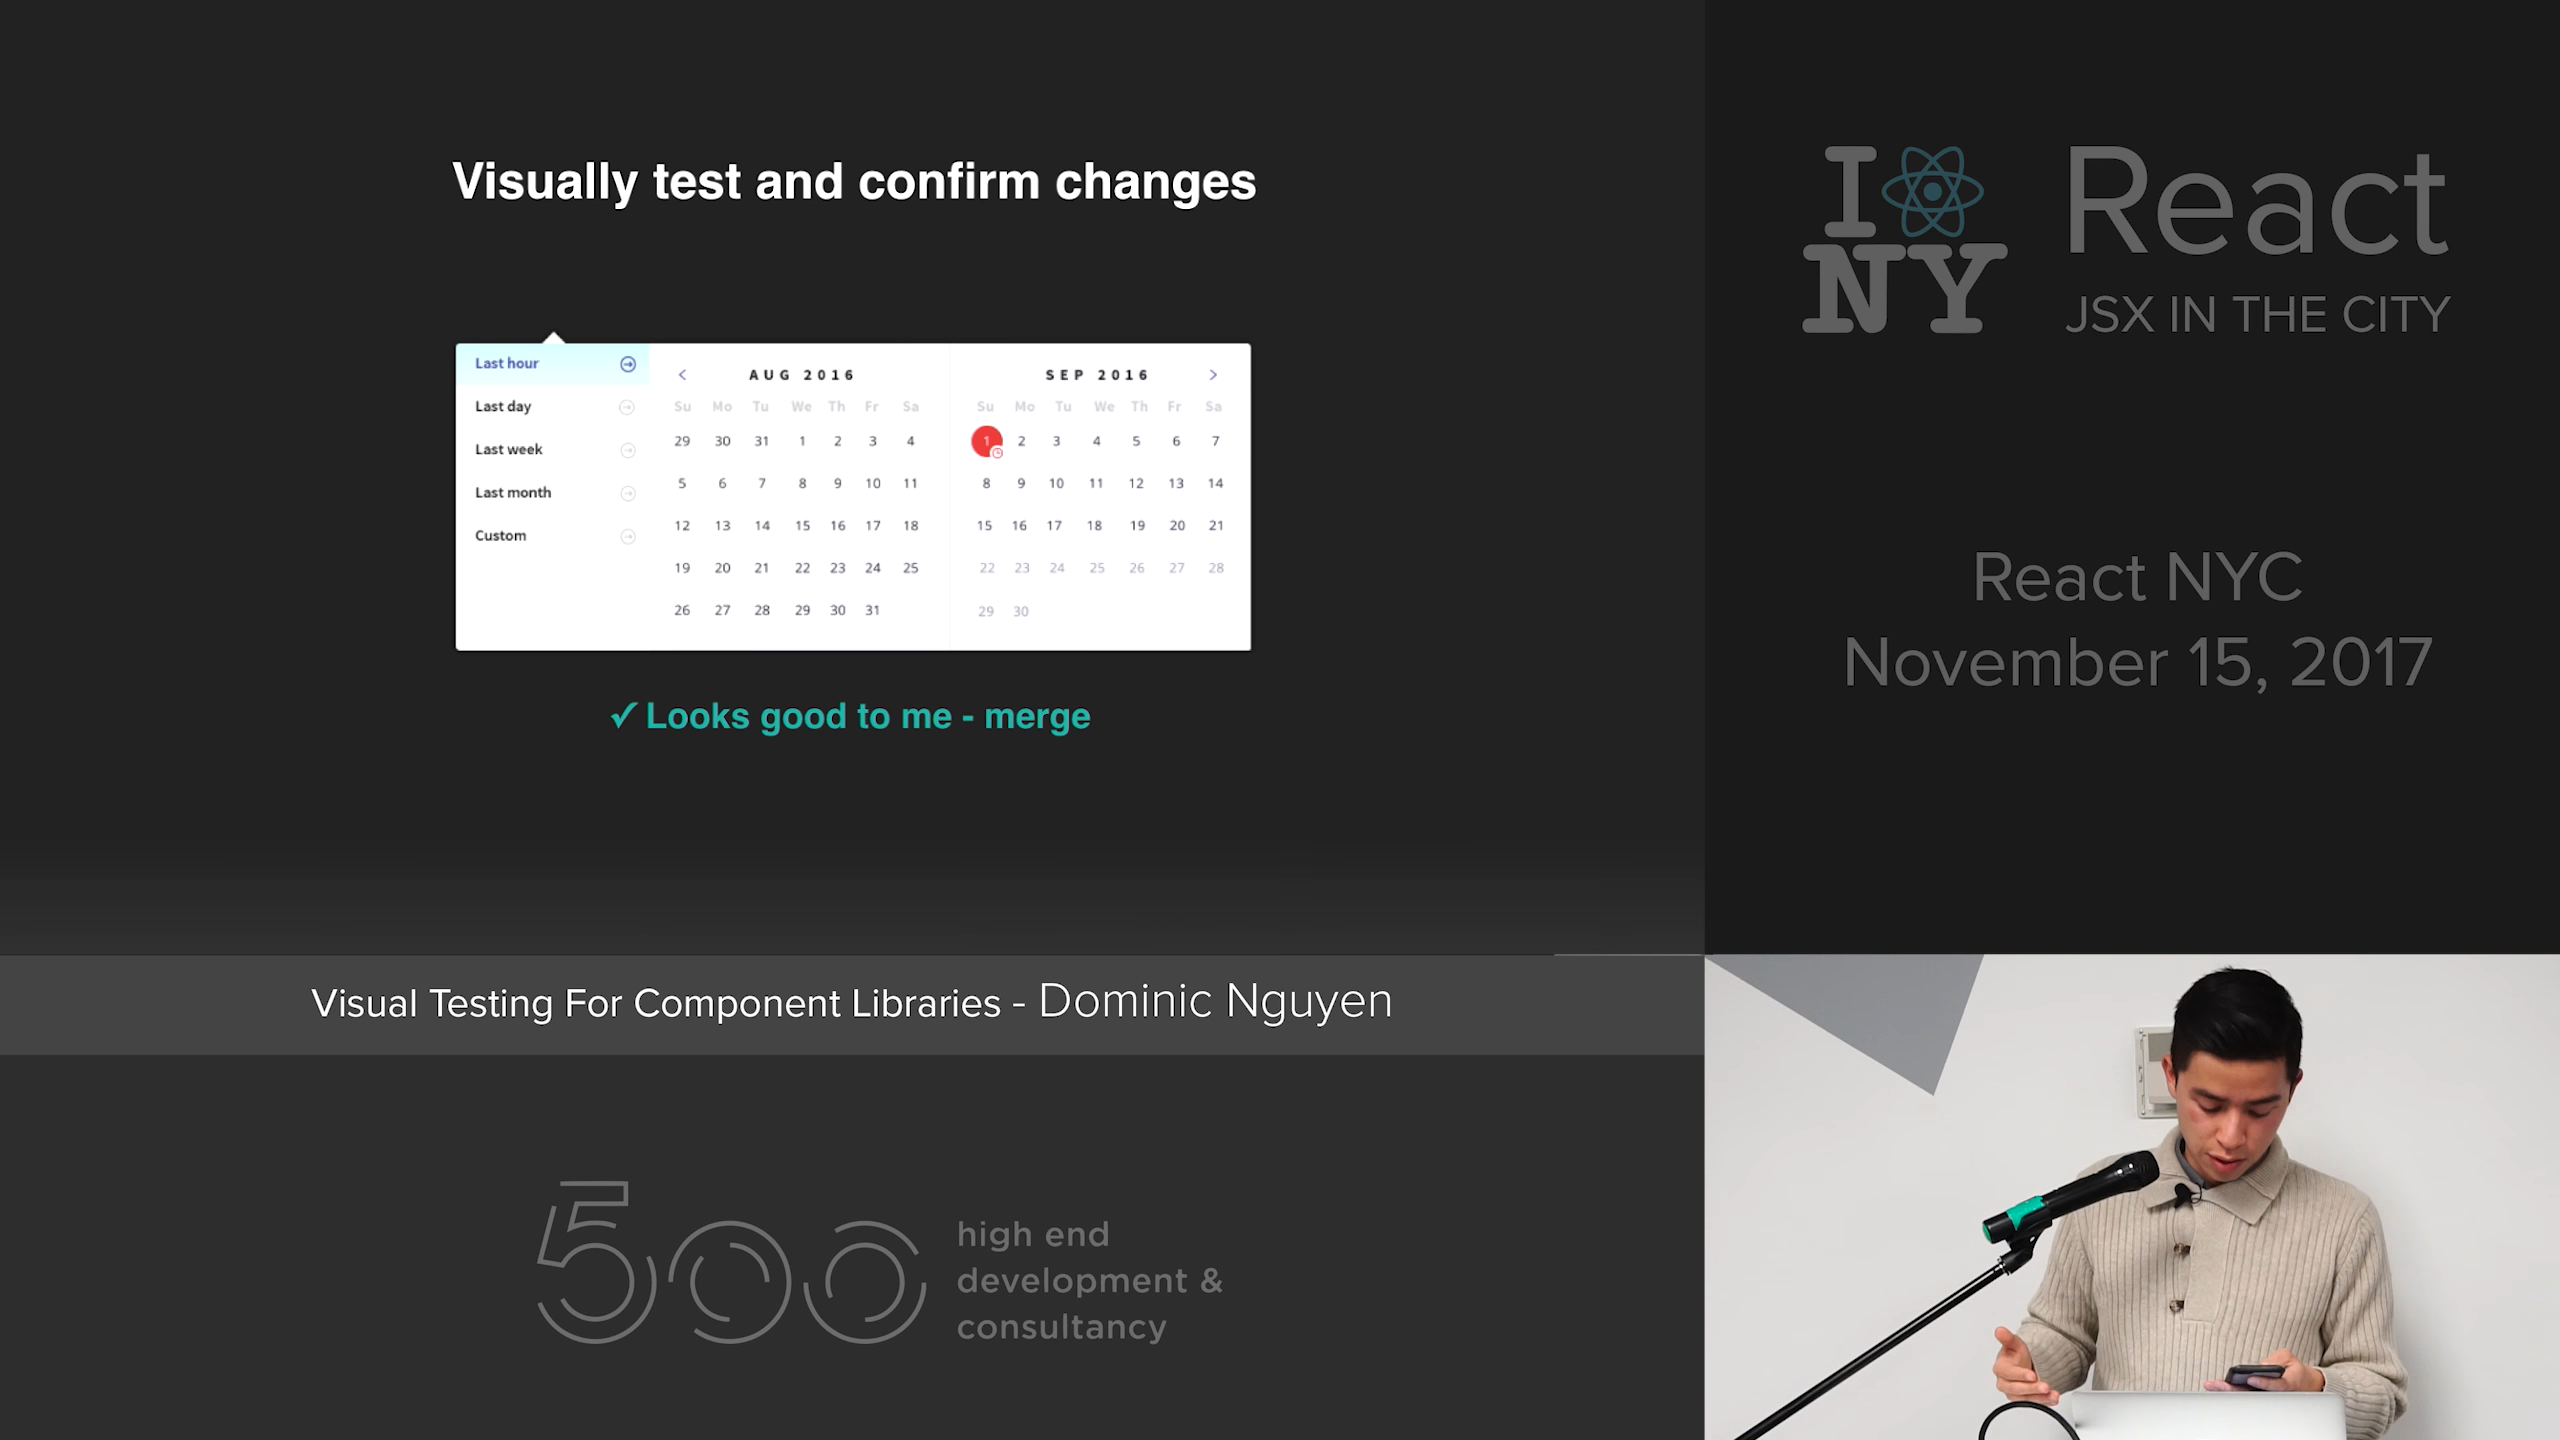 Visually test and confirm changes
Last hour
Last day
Last week
Last month
Custom
AUG 2016
Su Mo Tu We Th Fr Sa
29 30 31 1 2 3 4
5 6 7 8 9 10 11
12 13 14 15 16 17 18
19 20 21 22 23 24 25
26 27 28 29 30 31
SEP 2016
Su Mo Tu We Th Fr Sa
1 2 3 4 5 6 7
8 9 10 11 12 13 14
15 16 17 18 19 20 21
22 23 24 25 26 27 28
29 30
✓ Looks good to me - merge
I
NY
React
JSX IN THE CITY
React NYC
November 15, 2017
Visual Testing For Component Libraries - Dominic Nguyen
500
high end
development &
consultancy